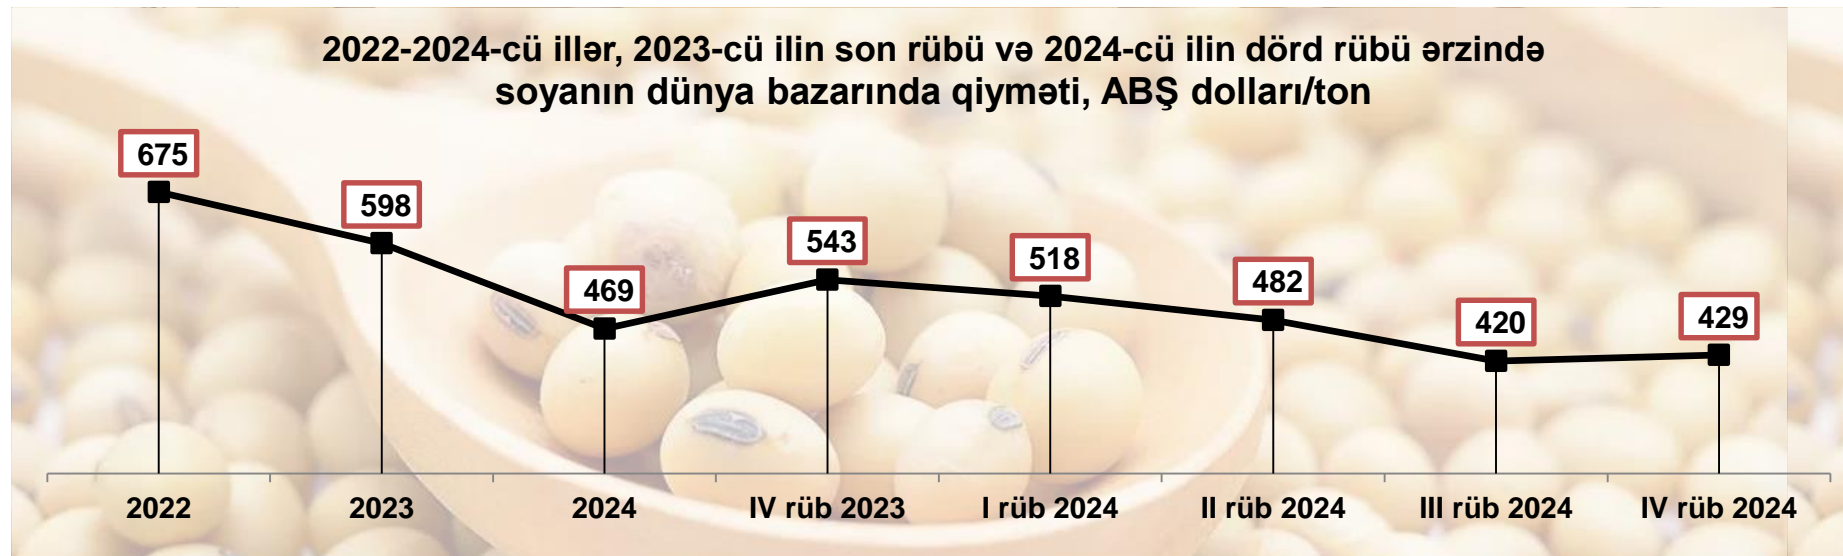 2022-2024-cü illər, 2023-cü ilin son rübü və 2024-cü ilin dörd rübü ərzində
soyanın dünya bazarında qiyməti, ABŞ dolları/ton
675
598
469
543
518
482
420
429
2022
2023
2024
IV rüb 2023
I rüb 2024
II rüb 2024
III rüb 2024
IV rüb 2024